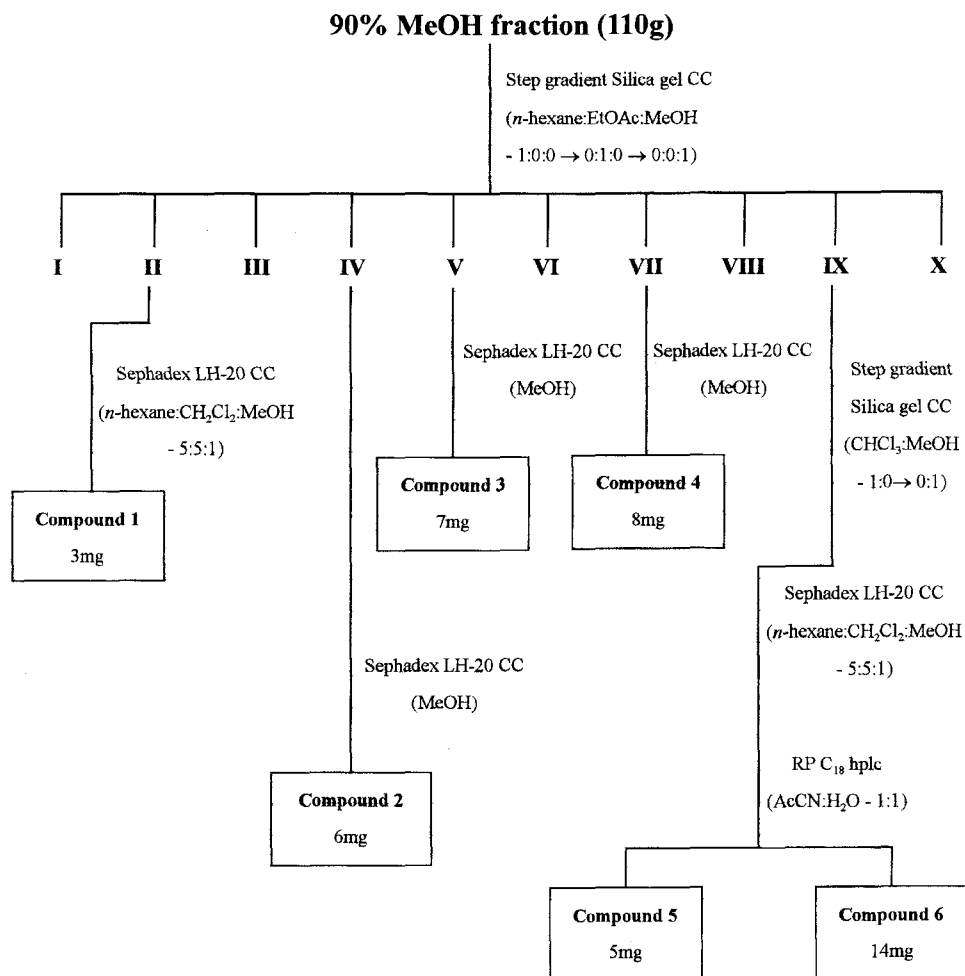 90% MeOH fraction (110g)
Step gradient Silica gel CC
(n-hexane:EtOAc:MeOH
- 1:0:0 → 0:1:0 → 0:0:1)
I II III IV V VI VII VIII IX X
Sephadex LH-20 CC
(n-hexane:CH₂Cl₂:MeOH
- 5:5:1)
Compound 1
3mg
Sephadex LH-20 CC
(MeOH)
Compound 2
6mg
Sephadex LH-20 CC
(MeOH)
Compound 3
7mg
Sephadex LH-20 CC
(MeOH)
Compound 4
8mg
Step gradient
Silica gel CC
(CHCl₃:MeOH
- 1:0→ 0:1)
Sephadex LH-20 CC
(n-hexane:CH₂Cl₂:MeOH
- 5:5:1)
RP C₁₈ hplc
(AcCN:H₂O - 1:1)
Compound 5
5mg
Compound 6
14mg